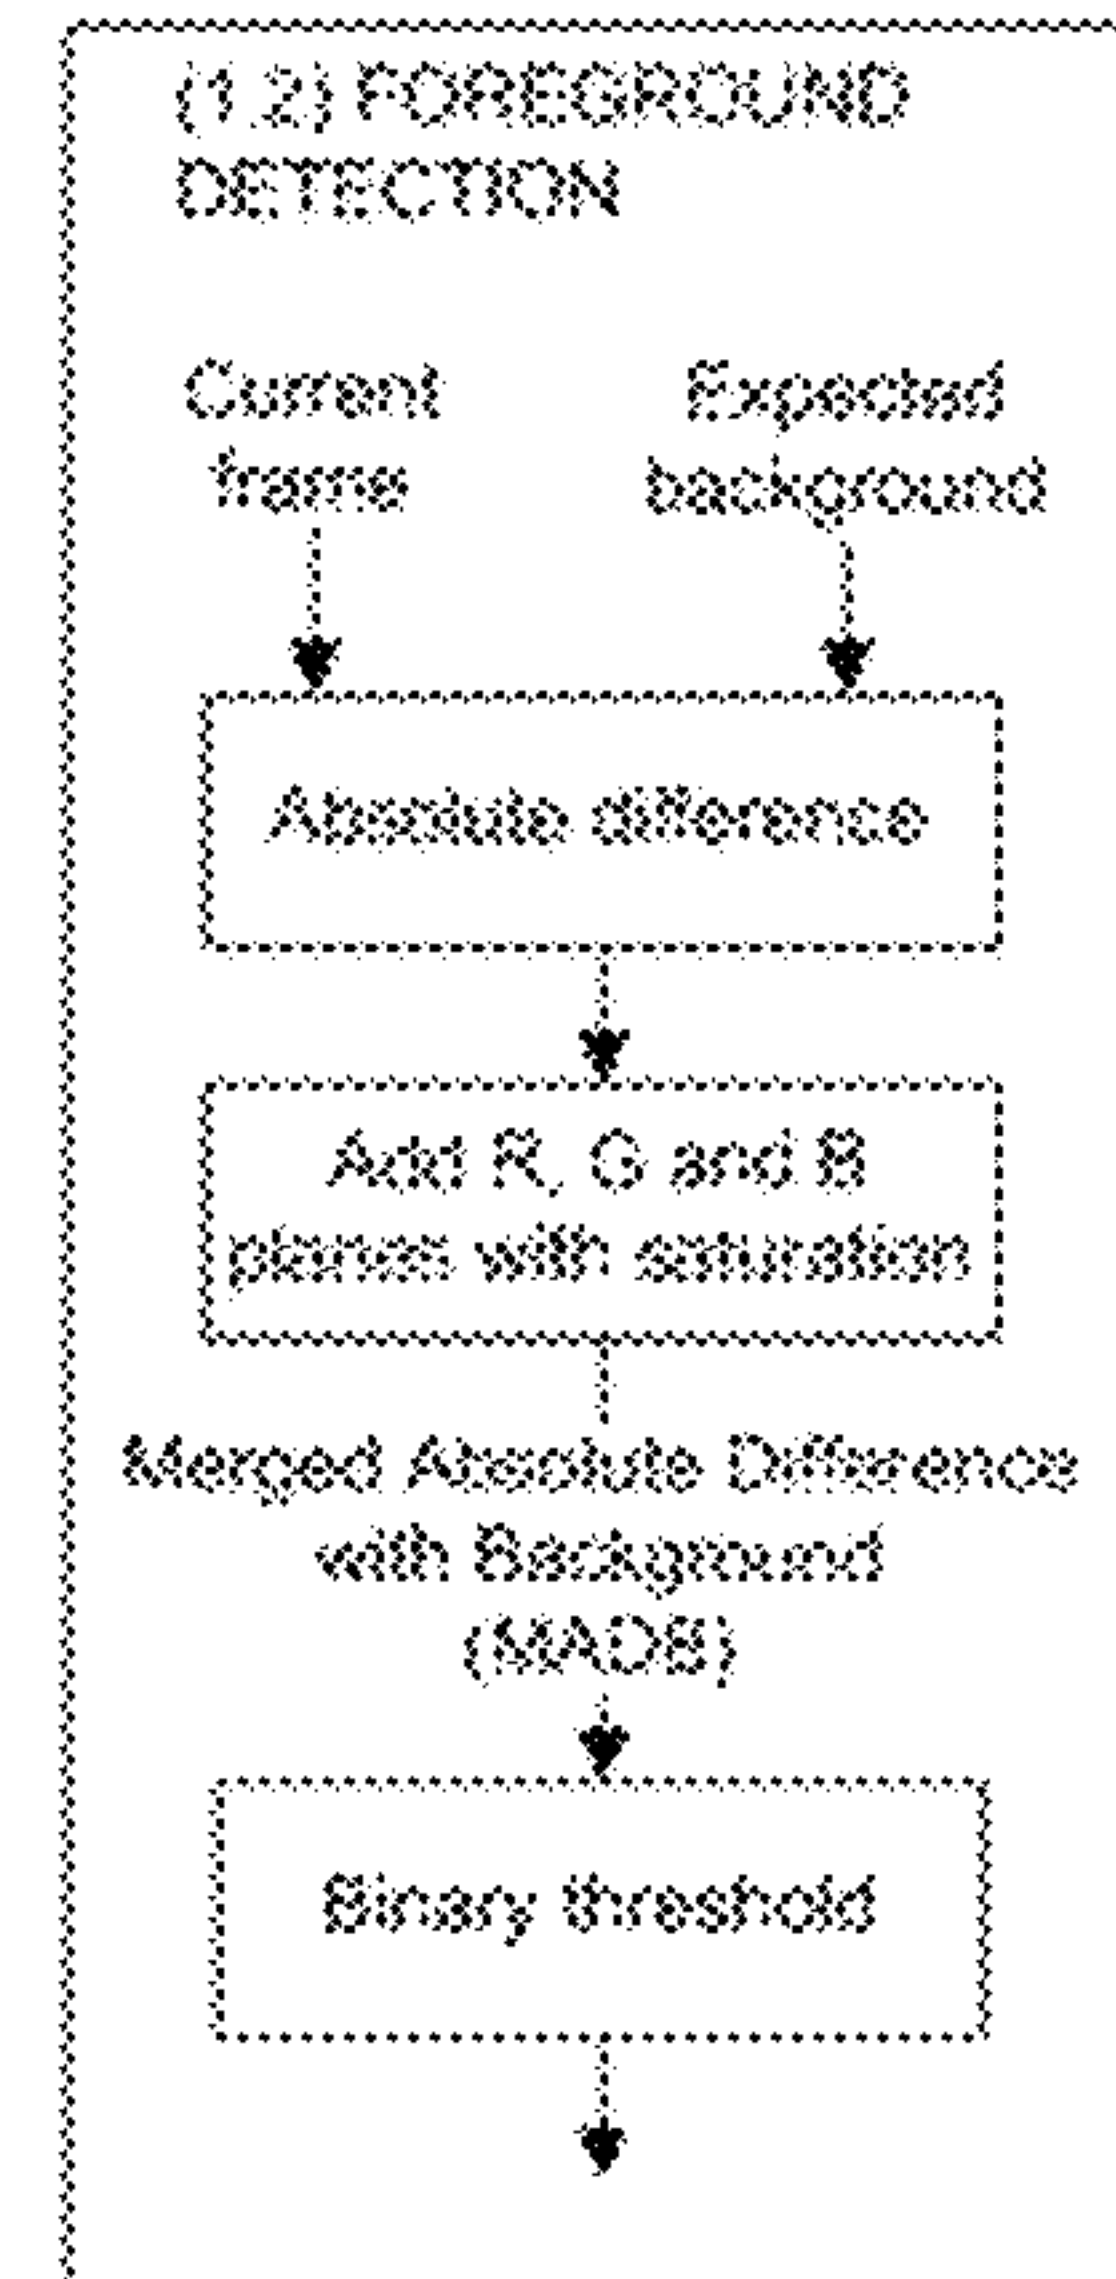 (1.2) FOREGROUND
DETECTION
Current
frame
Expected
background
Absolute difference
Add R, G and B
planes with saturation
Merged Absolute Difference
with Background
(MADB)
Binary threshold